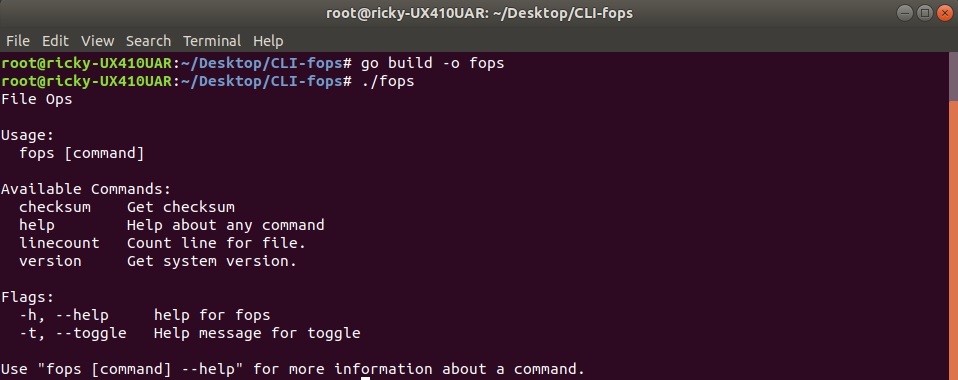 root@ricky-UX410UAR: ~/Desktop/CLI-fops
File Edit View Search Terminal Help
root@ricky-UX410UAR:~/Desktop/CLI-fops# go build -o fops
root@ricky-UX410UAR:~/Desktop/CLI-fops# ./fops
File Ops

Usage:
  fops [command]

Available Commands:
  checksum    Get checksum
  help        Help about any command
  linecount   Count line for file.
  version     Get system version.

Flags:
  -h, --help     help for fops
  -t, --toggle   Help message for toggle

Use "fops [command] --help" for more information about a command.